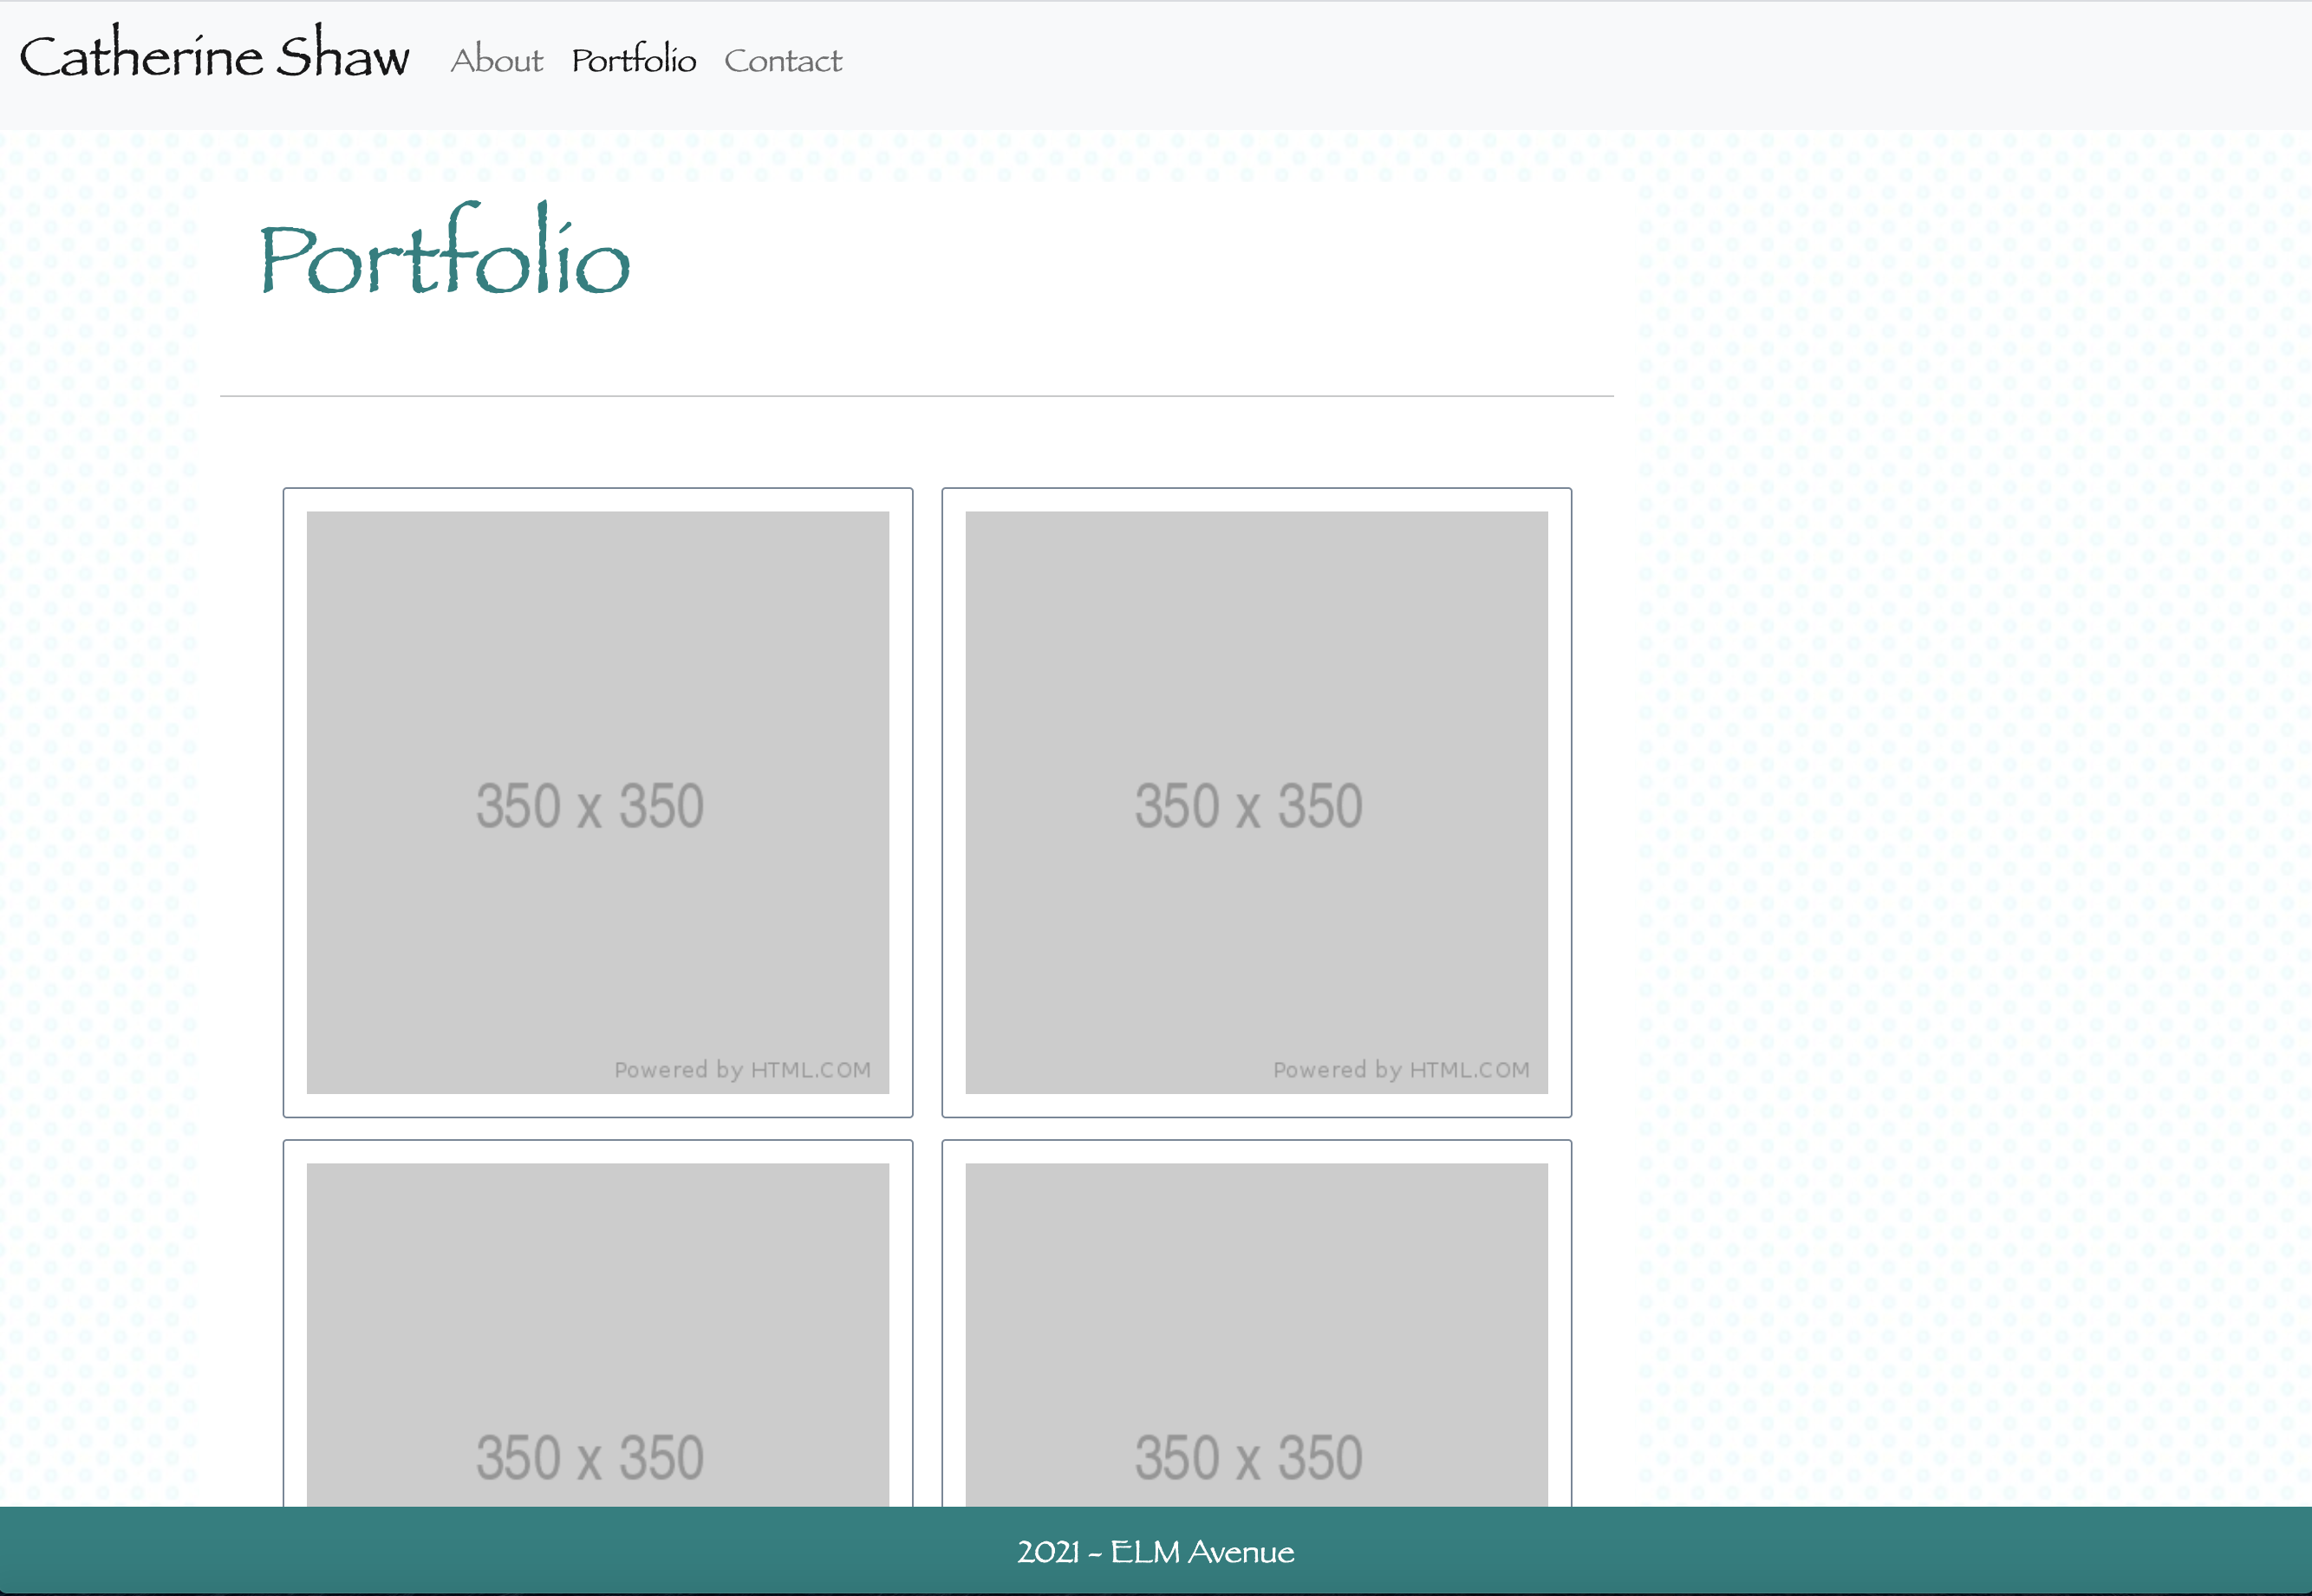 Catherine Shaw About Portfolio Contact
Portfolio
350 x 350 350 x 350
Powered by HTML.COM Powered by HTML.COM
350 x 350 350 x 350
2021 - ELM Avenue